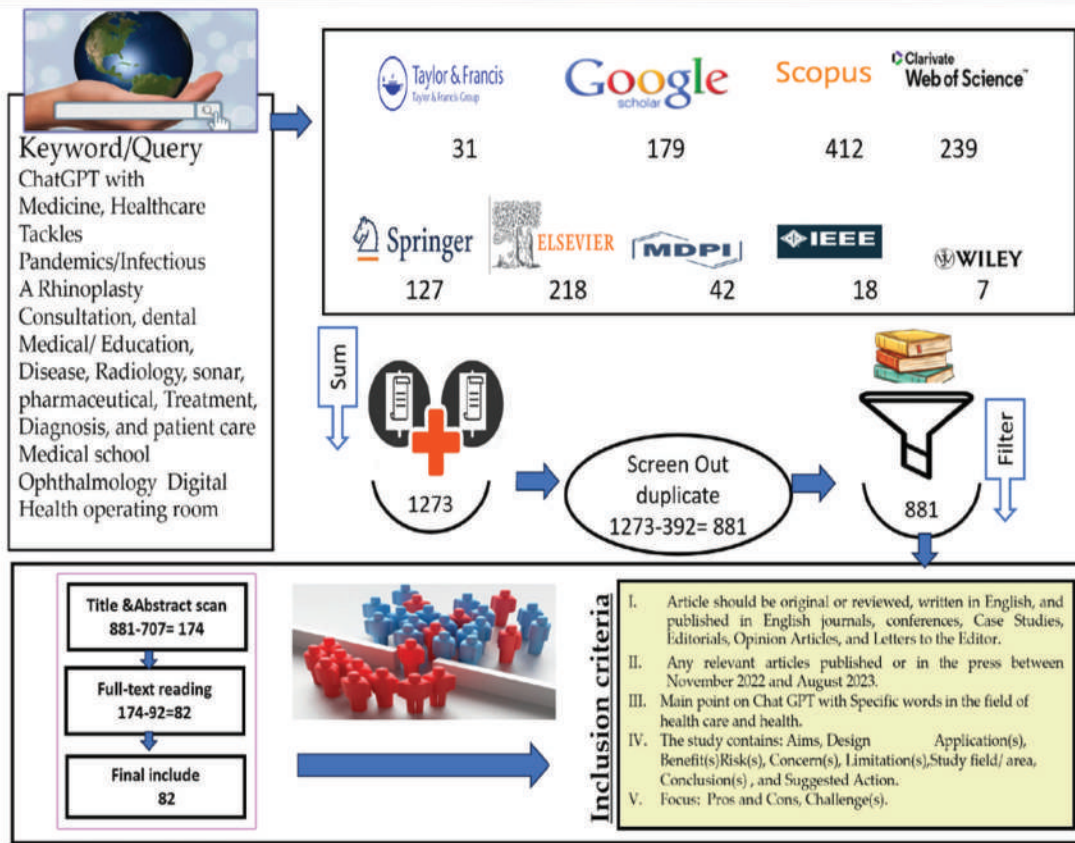 Keyword/Query
ChatGPT with
Medicine, Healthcare
Tackles
Pandemics/Infectious
A Rhinoplasty
Consultation, dental
Medical/ Education,
Disease, Radiology, sonar,
pharmaceutical, Treatment,
Diagnosis, and patient care
Medical school
Ophthalmology Digital
Health operating room
Taylor & Francis
Taylor & Francis Group
Google
scholar
Scopus
Clarivate
Web of Science™
31 179 412 239
Springer
ELSEVIER
MDPI
IEEE
WILEY
127 218 42 18 7
Sum
1273
Screen Out
duplicate
1273-392= 881
881
Filter
Title &Abstract scan
881-707= 174
Full-text reading
174-92=82
Final include
82
Inclusion criteria
I. Article should be original or reviewed, written in English, and
published in English journals, conferences, Case Studies,
Editorials, Opinion Articles, and Letters to the Editor.
II. Any relevant articles published or in the press between
November 2022 and August 2023.
III. Main point on Chat GPT with Specific words in the field of
health care and health.
IV. The study contains: Aims, Design Application(s),
Benefit(s)Risk(s), Concern(s), Limitation(s),Study field/ area,
Conclusion(s) , and Suggested Action.
V. Focus: Pros and Cons, Challenge(s).